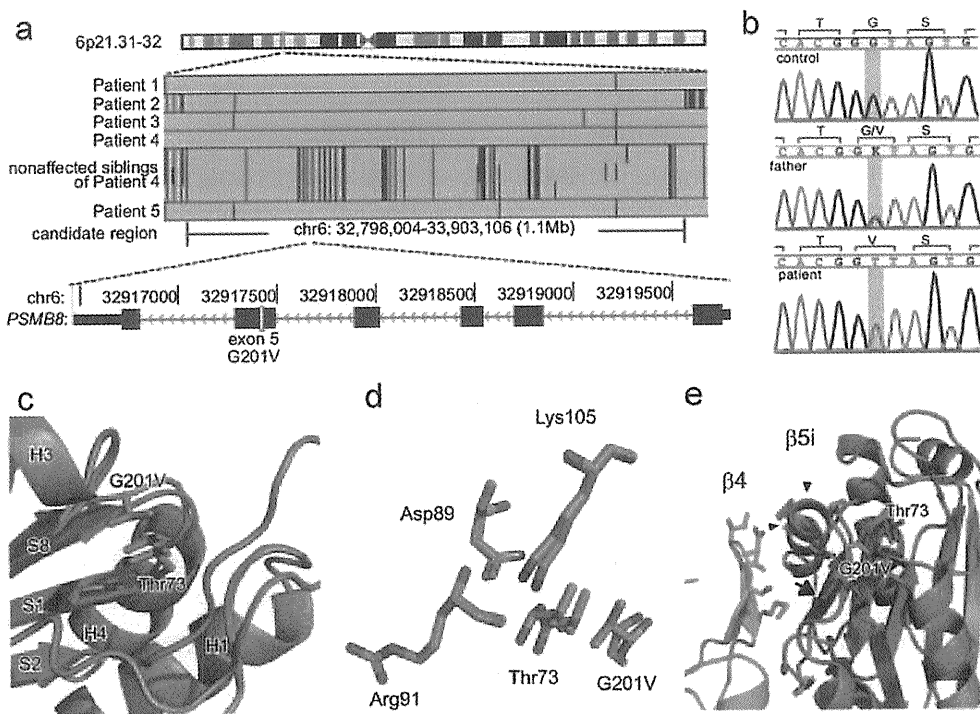 a
6p21.31-32
Patient 1
Patient 2
Patient 3
Patient 4
nonaffected siblings
of Patient 4
Patient 5
candidate region
chr6: 32,798,004-33,903,106 (1.1Mb)
chr6:
32917000
32917500
32918000
32918500
32919000
32919500
PSMB8:
exon 5
G201V
b
T G S
C A C G G G T A G T G
control
T G/V S
C A C G G K T A G T G
father
T V S
C A C G G T T A G T G
patient
c
H3
G201V
S8
Thr73
S1
H4
H1
S2
d
Lys105
Asp89
Thr73
G201V
Arg91
e
β5i
β4
Thr73
G201V